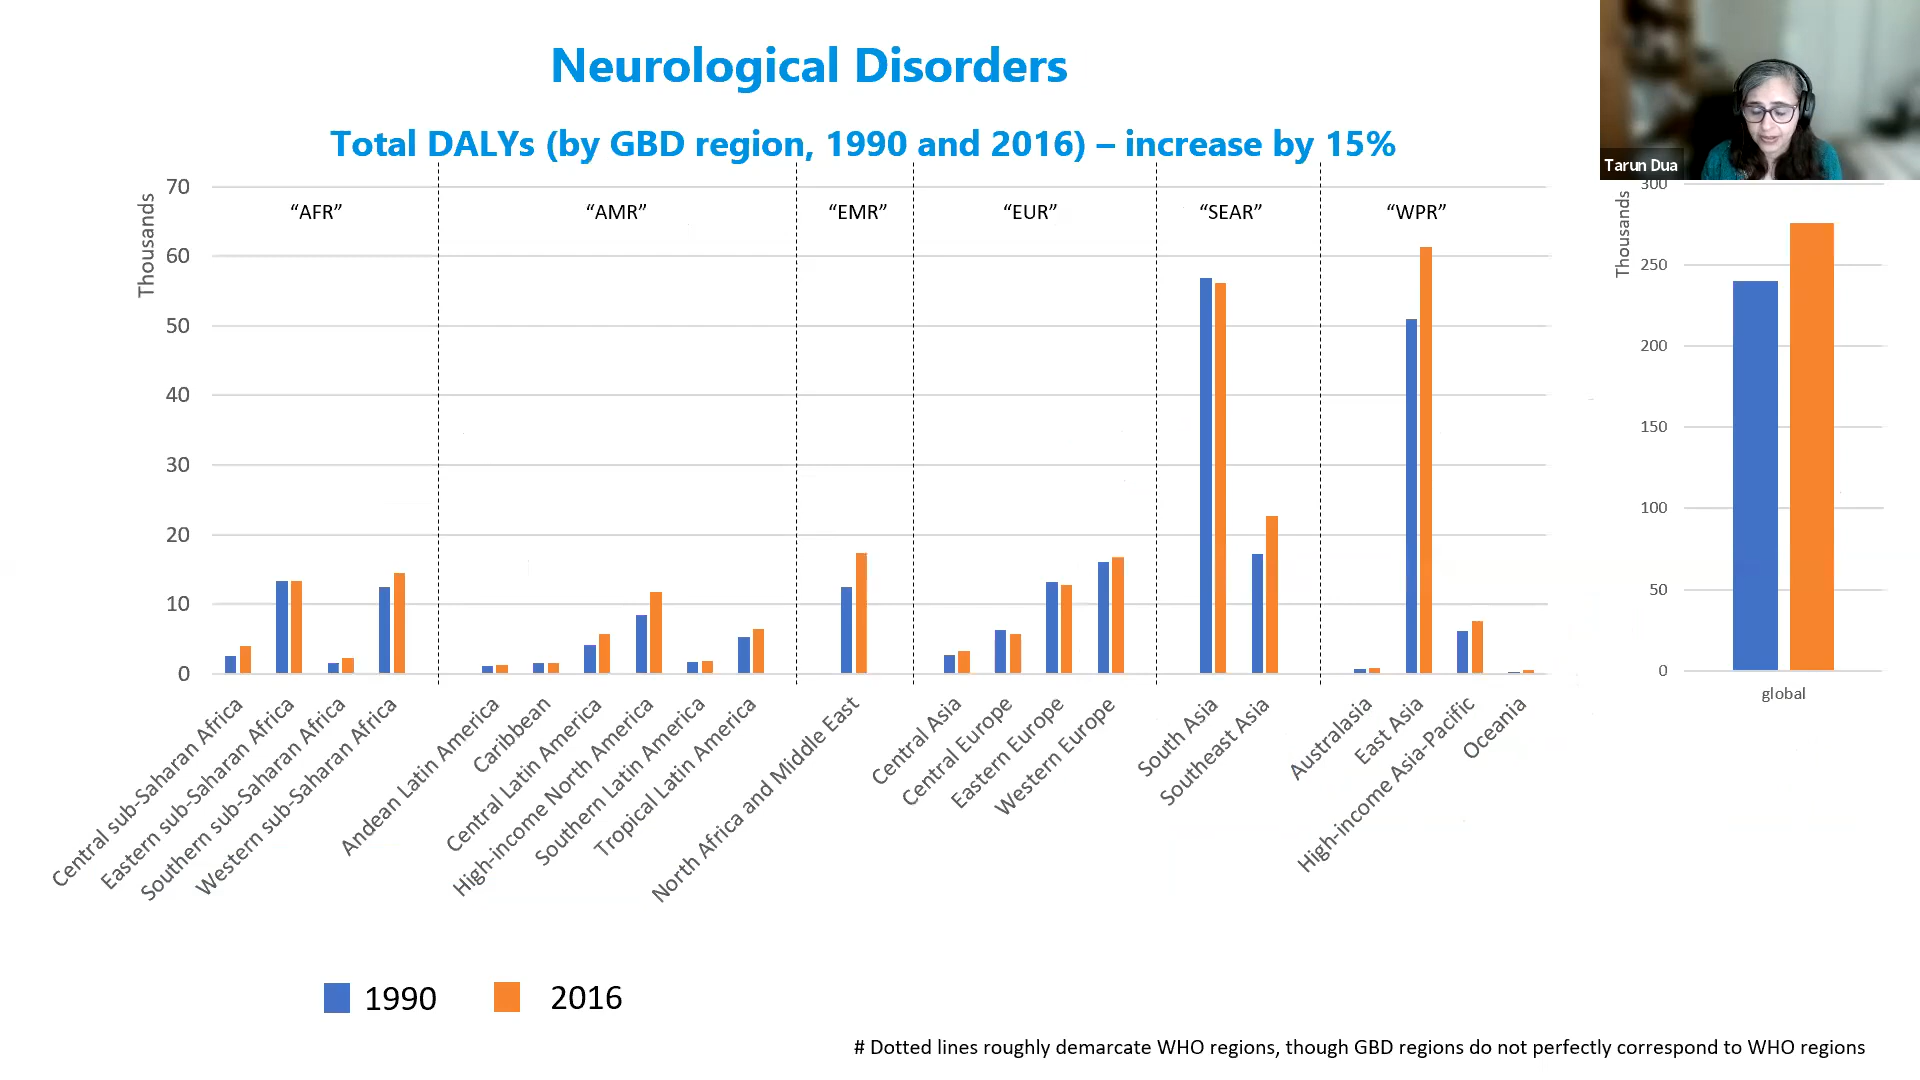 Neurological Disorders
Total DALYs (by GBD region, 1990 and 2016) – increase by 15%
Tarun Dua
Thousands
70
60
50
40
30
20
10
0
“AFR”
“AMR”
“EMR”
“EUR”
“SEAR”
“WPR”
Central sub-Saharan Africa
Eastern sub-Saharan Africa
Southern sub-Saharan Africa
Western sub-Saharan Africa
Andean Latin America
Caribbean
Central Latin America
High-income North America
Southern Latin America
Tropical Latin America
North Africa and Middle East
Central Asia
Central Europe
Eastern Europe
Western Europe
South Asia
Southeast Asia
Australasia
East Asia
High-income Asia-Pacific
Oceania
Thousands
300
250
200
150
100
50
0
global
1990
2016
# Dotted lines roughly demarcate WHO regions, though GBD regions do not perfectly correspond to WHO regions